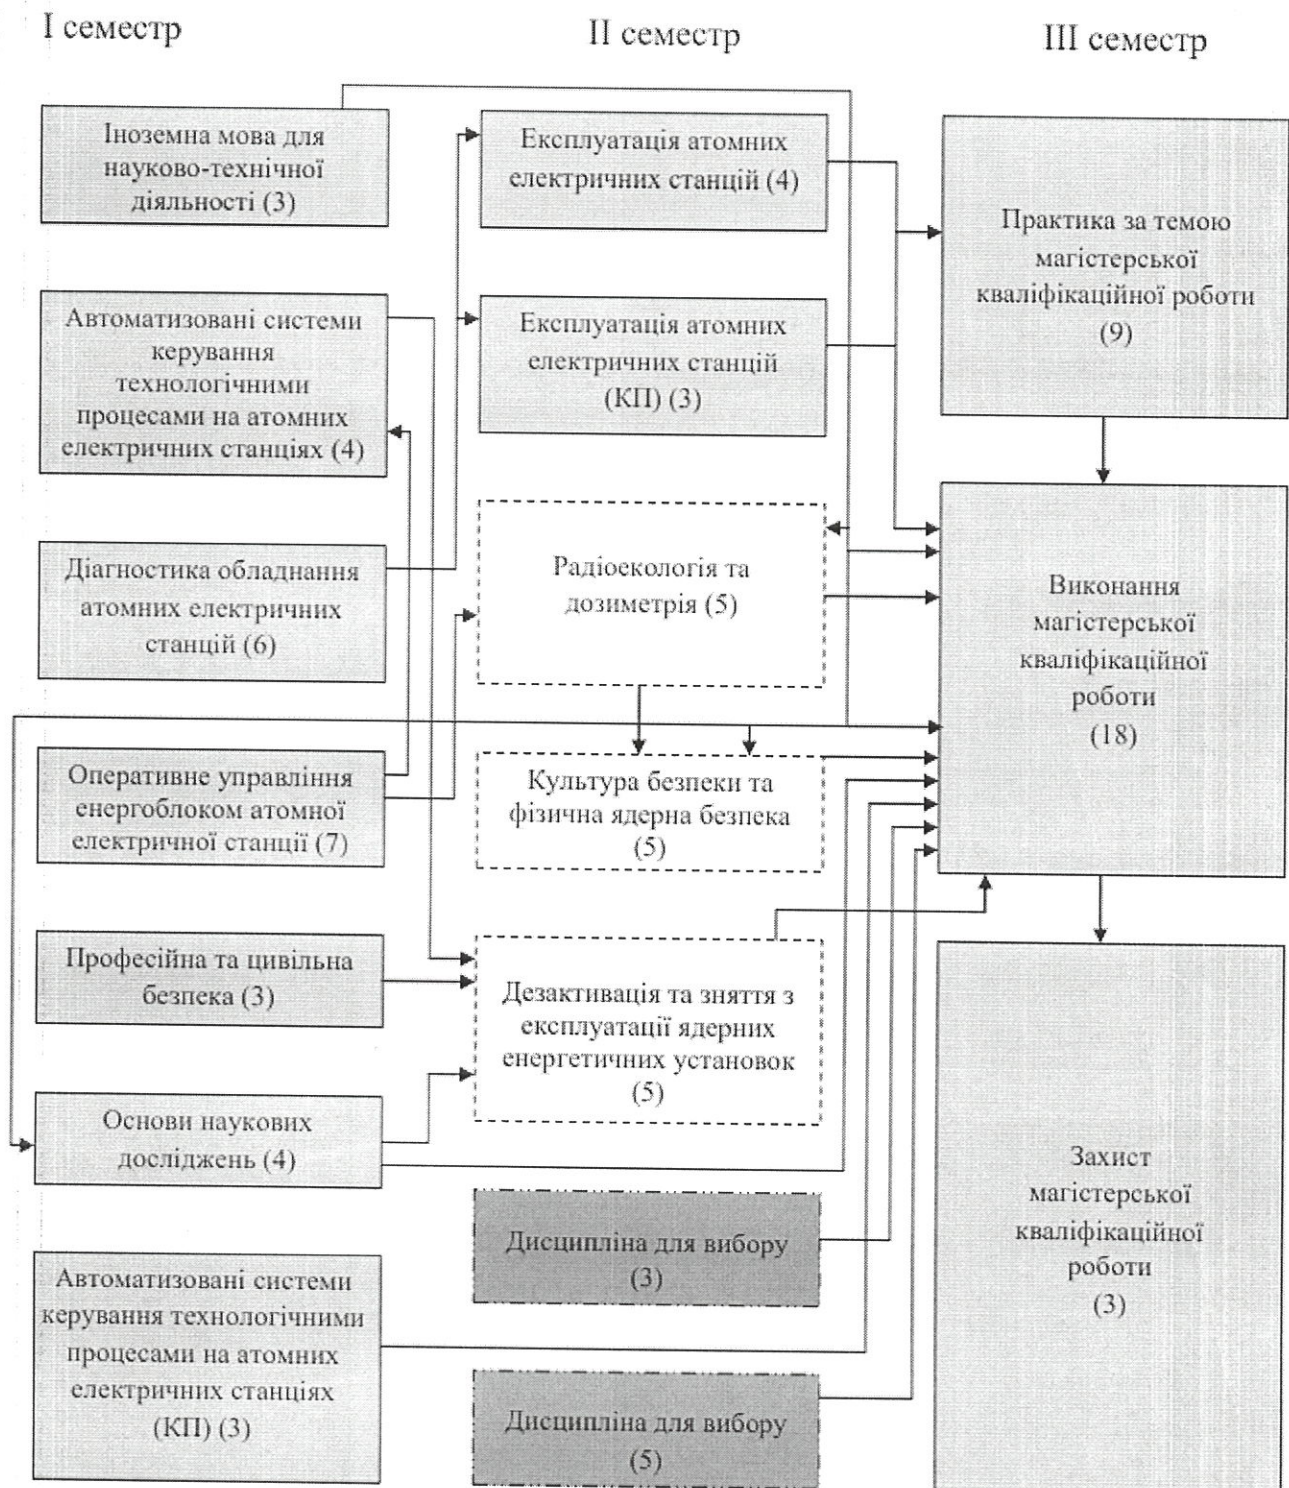 І семестр
ІІ семестр
ІІІ семестр
Іноземна мова для
науково-технічної
діяльності (3)
Автоматизовані системи
керування
технологічними
процесами на атомних
електричних станціях (4)
Діагностика обладнання
атомних електричних
станцій (6)
Оперативне управління
енергоблоком атомної
електричної станції (7)
Професійна та цивільна
безпека (3)
Основи наукових
досліджень (4)
Автоматизовані системи
керування технологічними
процесами на атомних
електричних станціях
(КП) (3)
Експлуатація атомних
електричних станцій (4)
Експлуатація атомних
електричних станцій
(КП) (3)
Радіоекологія та
дозиметрія (5)
Культура безпеки та
фізична ядерна безпека
(5)
Дезактивація та зняття з
експлуатації ядерних
енергетичних установок
(5)
Дисципліна для вибору
(3)
Дисципліна для вибору
(5)
Практика за темою
магістерської
кваліфікаційної роботи
(9)
Виконання
магістерської
кваліфікаційної
роботи
(18)
Захист
магістерської
кваліфікаційної
роботи
(3)